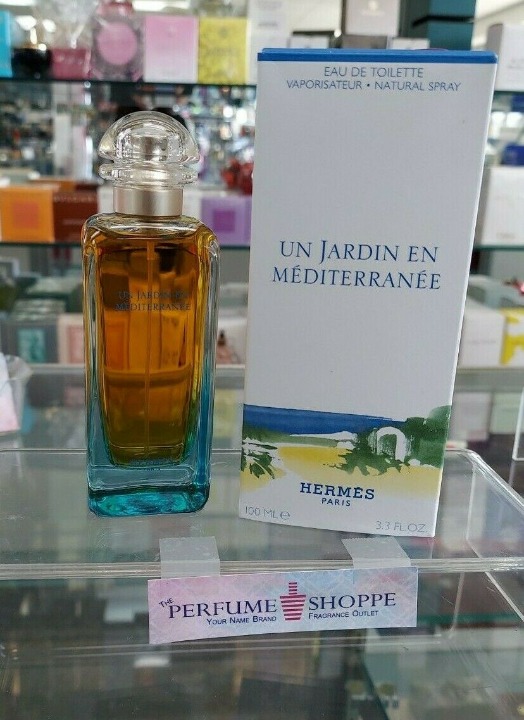 EAU DE TOILETTE
VAPORISATEUR • NATURAL SPRAY
UN JARDIN EN
MÉDITERRANÉE
UN JARDIN EN
MÉDITERRANÉE
HERMÈS
PARIS
100 ML e
3.3 FL.OZ
THE PERFUME SHOPPE
YOUR NAME BRAND FRAGRANCE OUTLET